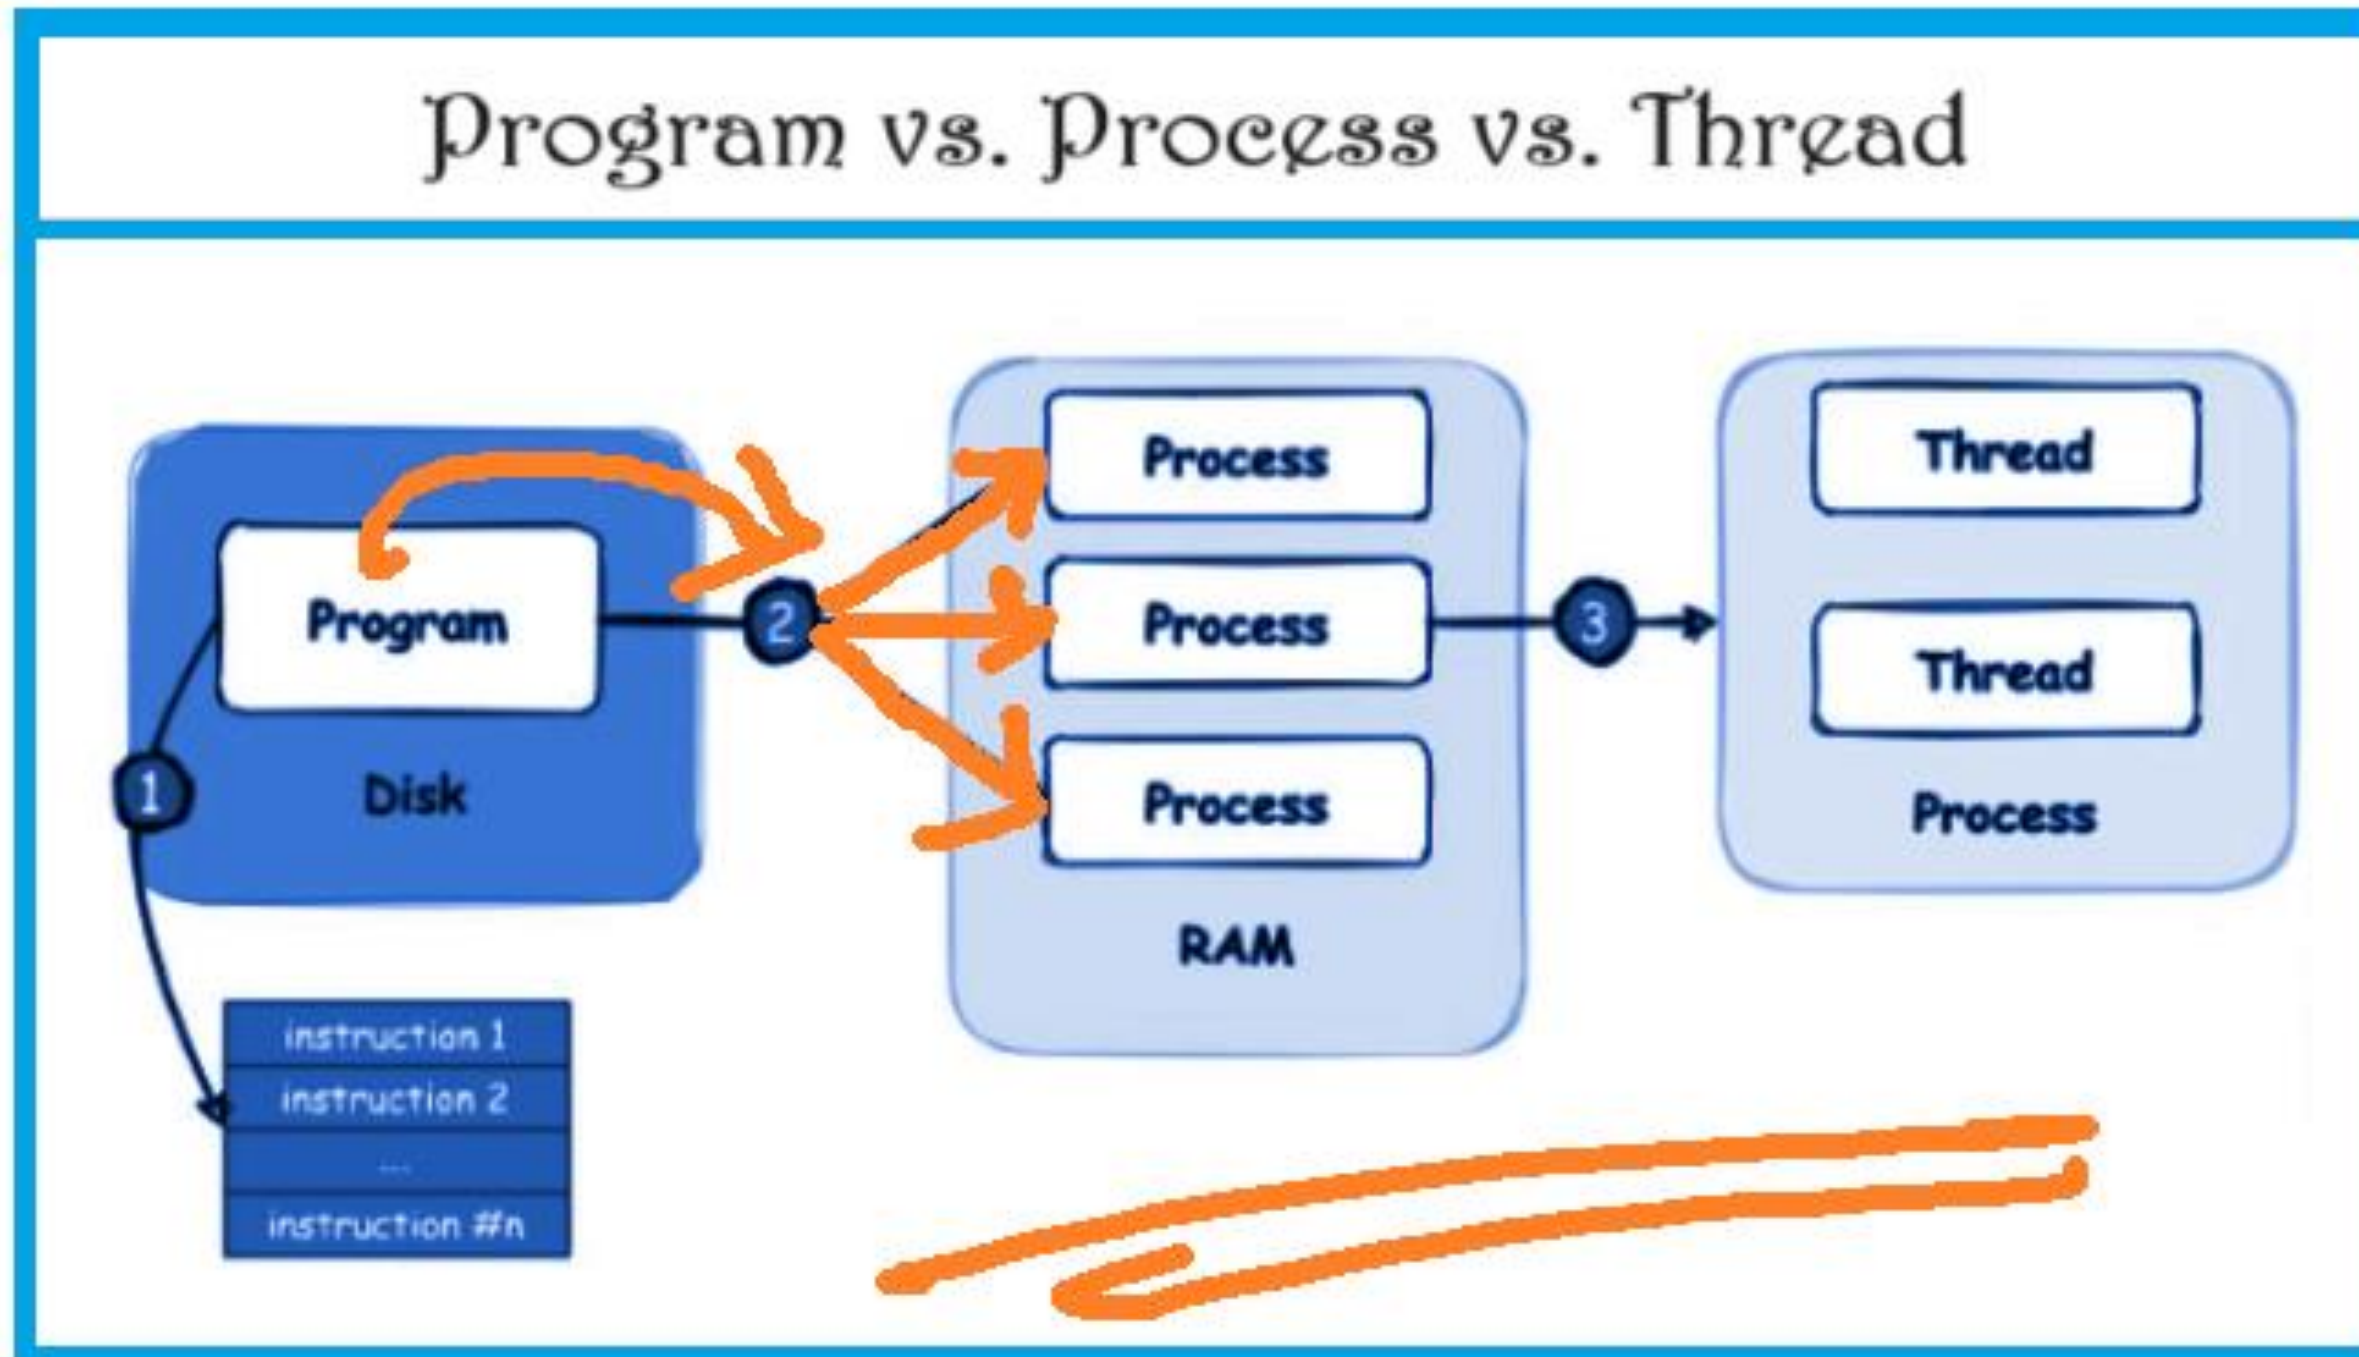 Program vs. Process vs. Thread
Program
Disk
1
instruction 1
instruction 2
...
instruction #n
2
Process
Process
Process
RAM
3
Thread
Thread
Process